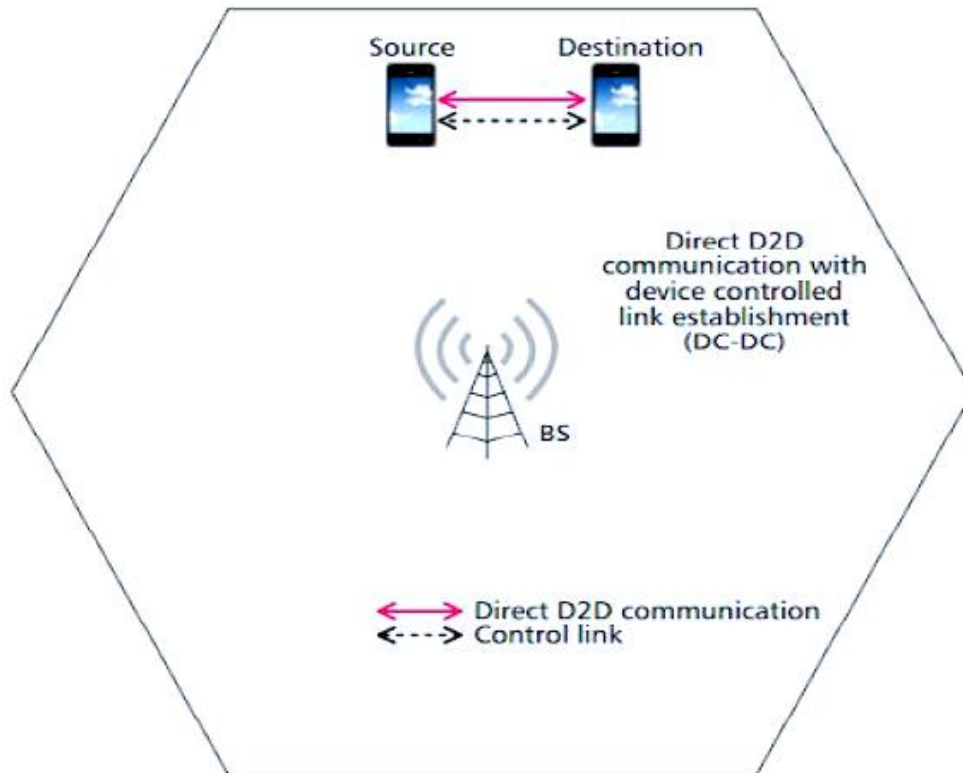 Source
Destination
Direct D2D
communication with
device controlled
link establishment
(DC-DC)
BS
Direct D2D communication
Control link